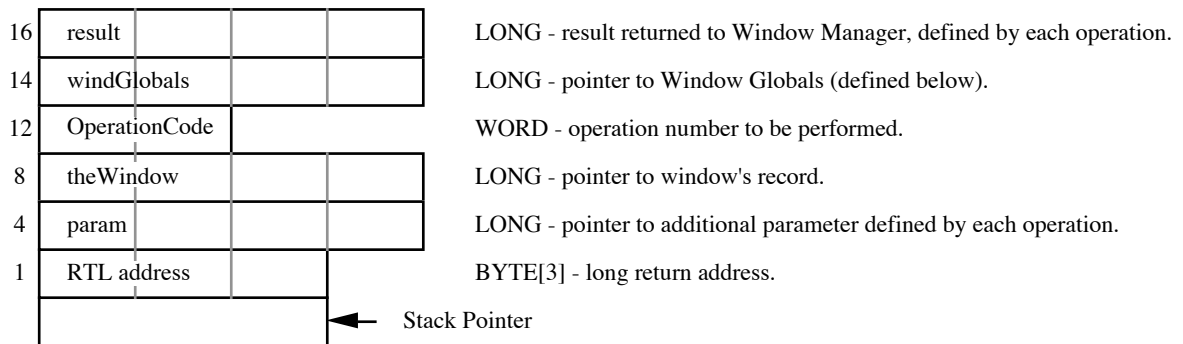 16 result LONG - result returned to Window Manager, defined by each operation.
14 windGlobals LONG - pointer to Window Globals (defined below).
12 OperationCode WORD - operation number to be performed.
8 theWindow LONG - pointer to window's record.
4 param LONG - pointer to additional parameter defined by each operation.
1 RTL address BYTE[3] - long return address.
Stack Pointer